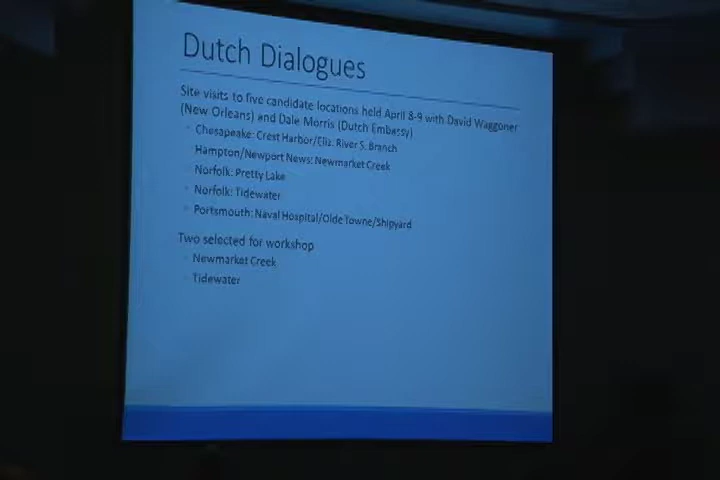 Dutch Dialogues
Site visits to five candidate locations held April 8-9 with David Waggoner
(New Orleans) and Dale Morris (Dutch Embassy)
Chesapeake: Crest Harbor/Eliz. River S. Branch
Hampton/Newport News: Newmarket Creek
Norfolk: Pretty Lake
Norfolk: Tidewater
Portsmouth: Naval Hospital/Olde Towne/Shipyard
Two selected for workshop
Newmarket Creek
Tidewater